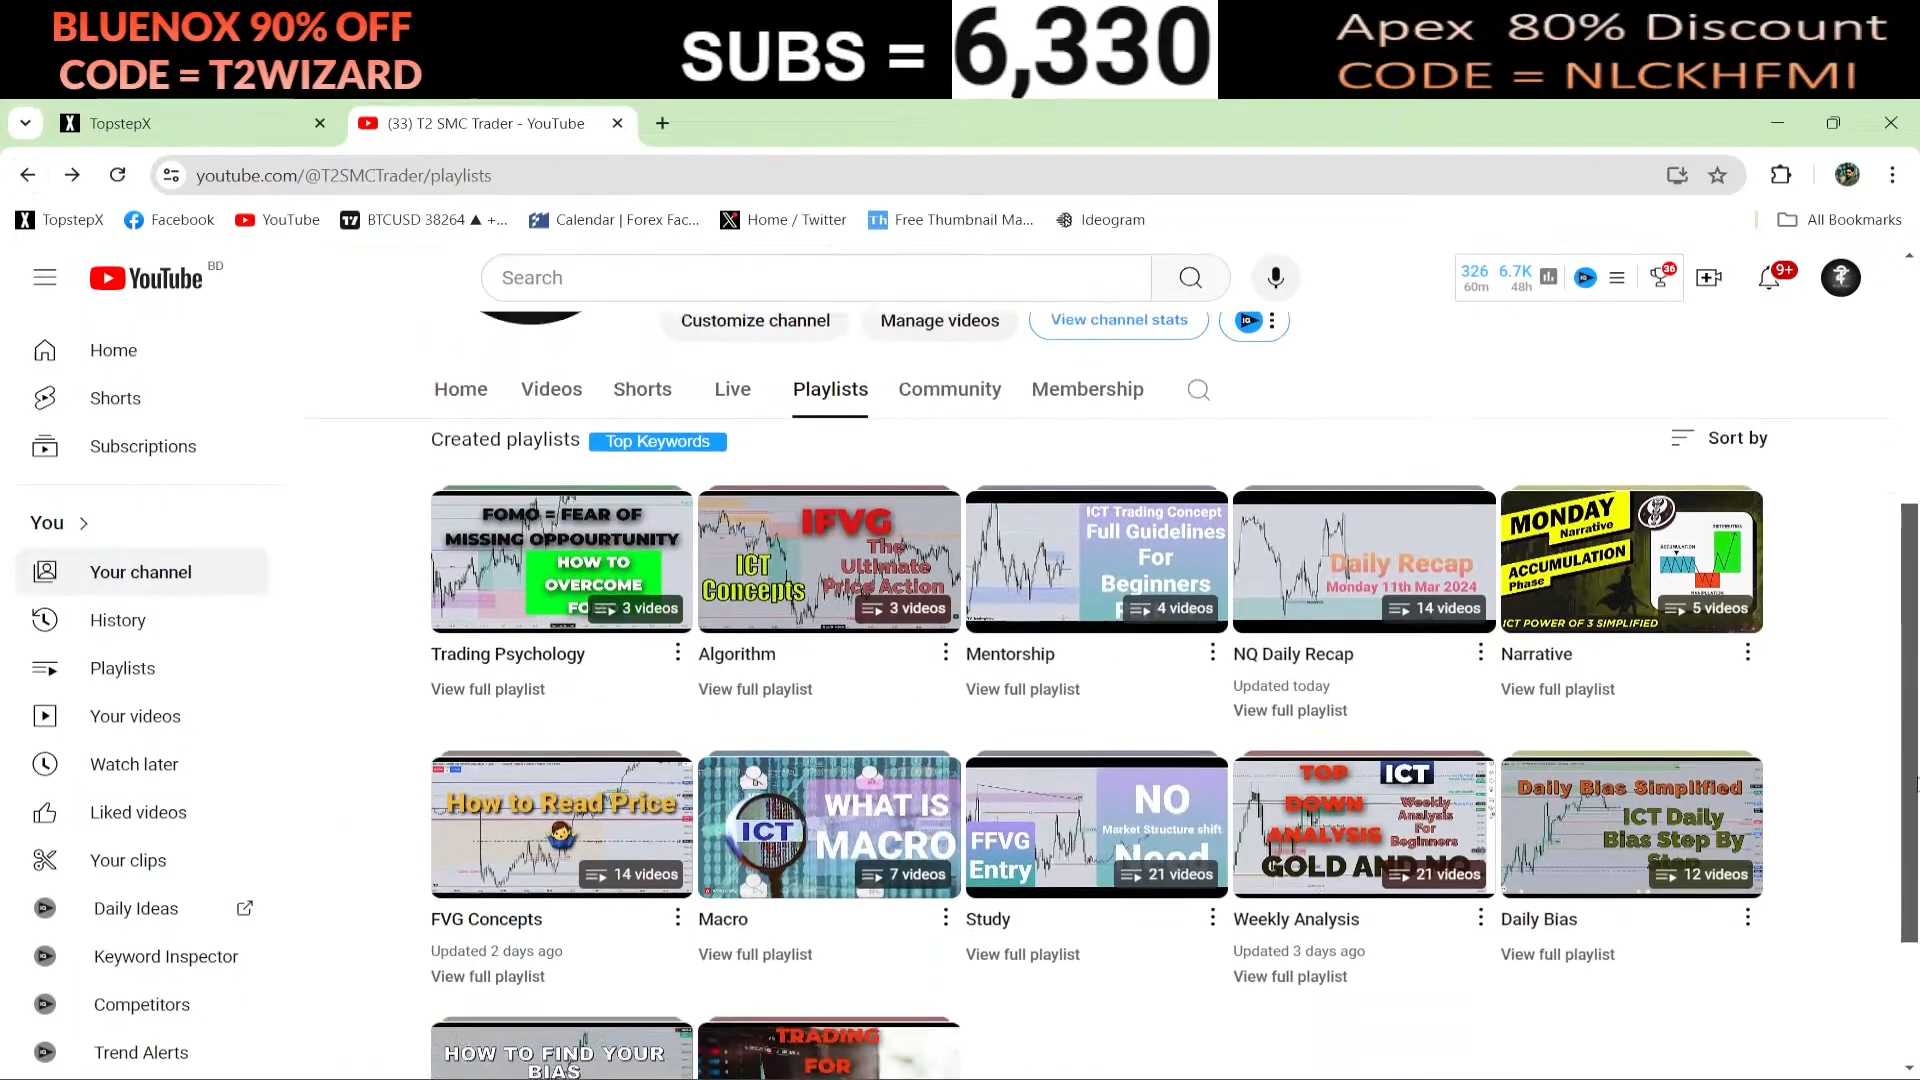 BLUENOX 90% OFF
CODE = T2WIZARD
SUBS = 6,330
Apex 80% Discount
CODE = NLCKHFMI
TopstepX
(33) T2 SMC Trader - YouTube
youtube.com/@T2SMCTrader/playlists
TopstepX
Facebook
YouTube
BTCUSD 38264 ▲ +...
Calendar | Forex Fac...
Home / Twitter
Th Free Thumbnail Ma...
Ideogram
All Bookmarks
YouTube BD
Search
326 6.7K
60m 48h
36
9+
Customize channel
Manage videos
View channel stats
Home
Shorts
Subscriptions
You
Your channel
History
Playlists
Your videos
Watch later
Liked videos
Your clips
Daily Ideas
Keyword Inspector
Competitors
Trend Alerts
Home Videos Shorts Live Playlists Community Membership
Created playlists
Top Keywords
Sort by
FOMO = FEAR OF
MISSING OPPOURTUNITY
HOW TO
OVERCOME
FO
3 videos
Trading Psychology
View full playlist
IFVG
ICT
Concepts
The
Ultimate
Price Action
3 videos
Algorithm
View full playlist
ICT Trading Concept
Full Guidelines
For
Beginners
4 videos
Mentorship
View full playlist
Daily Recap
Monday 11th Mar 2024
14 videos
NQ Daily Recap
Updated today
View full playlist
MONDAY
Narrative
ACCUMULATION
Phase
ACCUMULATION
DISTRIBUTION
MANIPULATION
ICT POWER OF 3 SIMPLIFIED
5 videos
Narrative
View full playlist
How to Read Price
14 videos
FVG Concepts
Updated 2 days ago
View full playlist
ICT
WHAT IS
MACRO
7 videos
Macro
View full playlist
NO
Market Structure shift
Need
FFVG
Entry
21 videos
Study
View full playlist
TOP
DOWN
ANALYSIS
ICT
Weekly
Analysis
For
Beginners
GOLD AND NQ
21 videos
Weekly Analysis
Updated 3 days ago
View full playlist
Daily Bias Simplified
ICT Daily
Bias Step By
Step
12 videos
Daily Bias
View full playlist
HOW TO FIND YOUR
BIAS
TRADING
FOR